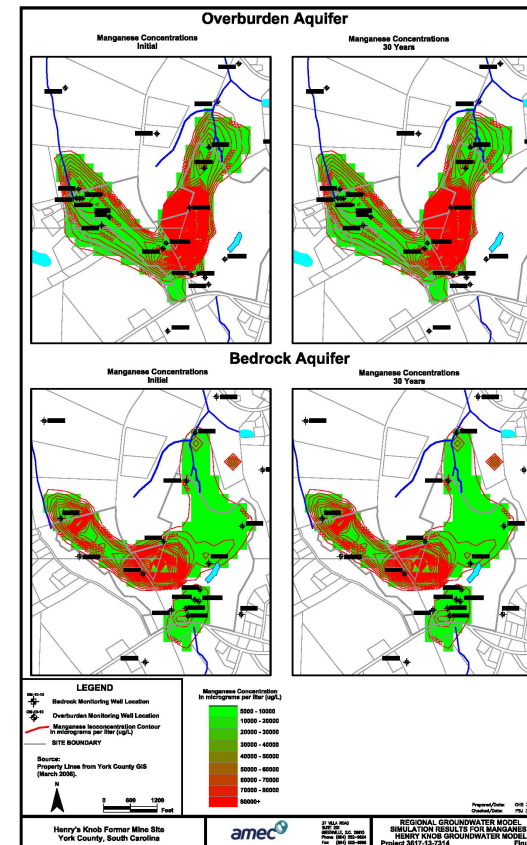 Overburden Aquifer
Manganese Concentrations
Initial
Manganese Concentrations
30 Years
Bedrock Aquifer
Manganese Concentrations
Initial
Manganese Concentrations
30 Years
LEGEND
Bedrock Monitoring Well Location
Overburden Monitoring Well Location
Manganese Isoconcentration Contour
in micrograms per liter (ug/L)
SITE BOUNDARY
Source:
Property Lines from York County GIS
(March 2006).
N
0 600 1200
Feet
Manganese Concentration
in micrograms per liter (ug/L)
5000 - 10000
10000 - 20000
20000 - 30000
30000 - 40000
40000 - 50000
50000 - 60000
60000 - 70000
70000 - 80000
80000+
Prepared/Date:
Checked/Date:
Henry's Knob Former Mine Site
York County, South Carolina
amec
REGIONAL GROUNDWATER MODEL
SIMULATION RESULTS FOR MANGANES
HENRY KNOB GROUNDWATER MODEL
Project 3617-13-7314